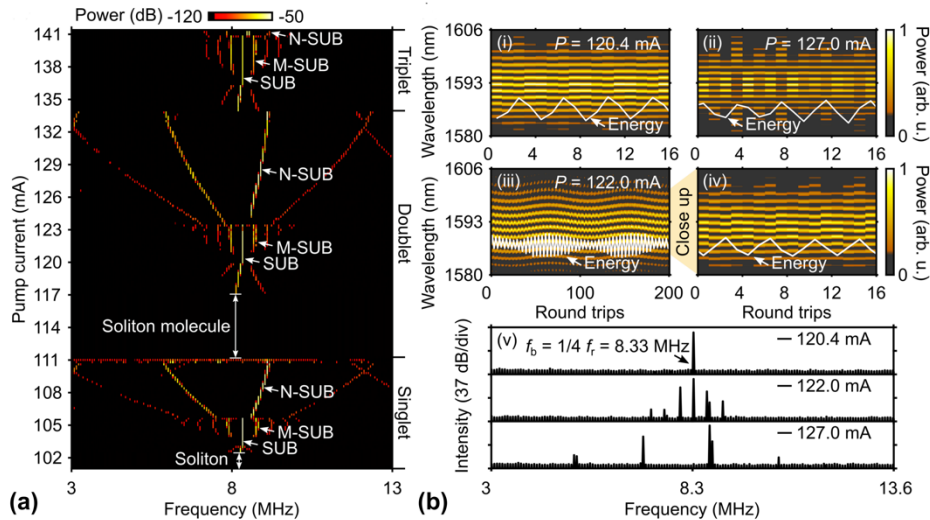 Power (dB) -120 -50
141
138
135
132
129
126
123
120
117
114
111
108
105
102
Pump current (mA)
N-SUB
M-SUB
SUB
N-SUB
M-SUB
SUB
Soliton molecule
N-SUB
M-SUB
SUB
Soliton
Triplet
Doublet
Singlet
3 8 13
Frequency (MHz)
(a)
1606
1593
1580
Wavelength (nm)
(i) P = 120.4 mA
Energy
0 4 8 12 16
(ii) P = 127.0 mA
Energy
0 4 8 12 16
1
0
Power (arb. u.)
1606
1593
1580
Wavelength (nm)
(iii) P = 122.0 mA
Energy
0 100 200
Round trips
Close up
(iv)
Energy
0 4 8 12 16
Round trips
1
0
Power (arb. u.)
Intensity (37 dB/div)
(v) fb = 1/4 fr = 8.33 MHz
120.4 mA
122.0 mA
127.0 mA
3 8.3 13.6
Frequency (MHz)
(b)